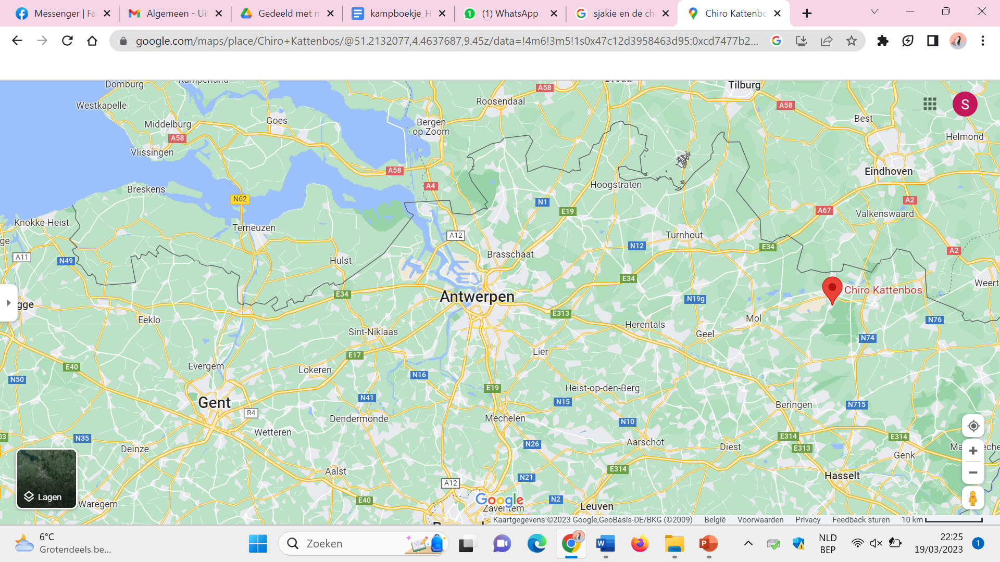 Messenger | Fa
Algemeen - Uit
Gedeeld met m
kampboekje_H
(1) WhatsApp
sjakie en de ch
Chiro Kattenbo
google.com/maps/place/Chiro+Kattenbos/@51.2132077,4.4637687,9.45z/data=!4m6!3m5!1s0x47c12d3958463d95:0xcd7477b2...
Domburg
Tilburg
A58
Westkapelle
Roosendaal
A58
S
Middelburg
Goes
Bergen
op Zoom
Best
A58
Helmond
Vlissingen
A58
Eindhoven
Breskens
A4
Hoogstraten
N62
N1
A2
E19
A67
Valkenswaard
Knokke-Heist
Terneuzen
A12
Turnhout
ge
N12
E34
A2
A11
N49
Hulst
Brasschaat
E34
Weert
Chiro Kattenbos
E34
Antwerpen
N19g
gge
E313
Eeklo
Mol
N76
Sint-Niklaas
Herentals
Geel
N74
E17
Lier
E40
Evergem
Lokeren
N16
N50
E19
Heist-op-den-Berg
Gent
N41
N15
Beringen
N715
R4
Dendermonde
Mechelen
N10
Wetteren
03
N35
E314
E314
Deinze
N26
Aarschot
Diest
E313
Genk
Aalst
E314
Hasselt
N21
A12
Lagen
Waregem
E40
Google
N2
Zaventem
Leuven
Kaartgegevens ©2023 Google,GeoBasis-DE/BKG (©2009)
België
Voorwaarden
Privacy
Feedback sturen
10 km
6°C
Grotendeels be...
Zoeken
NLD
BEP
22:25
19/03/2023
1